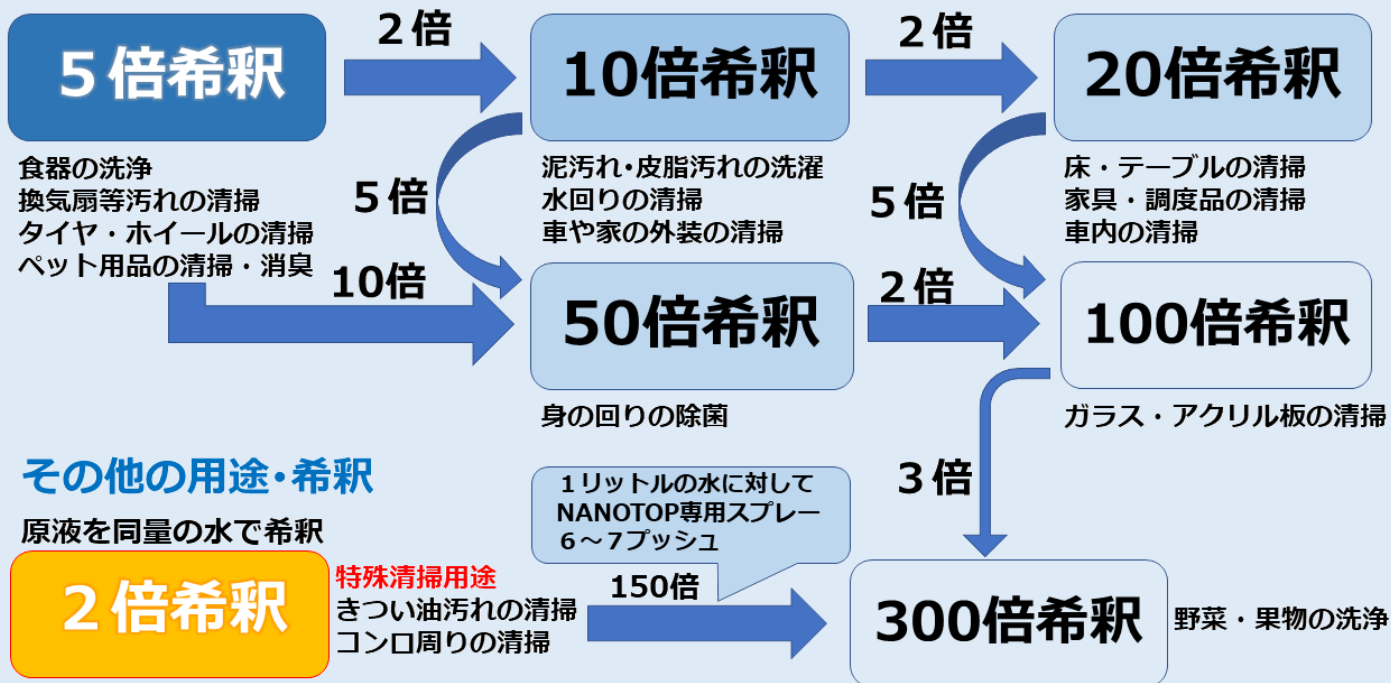 ５倍希釈
２倍
10倍希釈
２倍
20倍希釈
食器の洗浄
換気扇等汚れの清掃
タイヤ・ホイールの清掃
ペット用品の清掃・消臭
５倍
泥汚れ・皮脂汚れの洗濯
水回りの清掃
車や家の外装の清掃
５倍
床・テーブルの清掃
家具・調度品の清掃
車内の清掃
10倍
50倍希釈
２倍
100倍希釈
身の回りの除菌
ガラス・アクリル板の清掃
３倍
その他の用途・希釈
原液を同量の水で希釈
２倍希釈
特殊清掃用途
きつい油汚れの清掃
コンロ周りの清掃
１リットルの水に対して
NANOTOP専用スプレー
６～７プッシュ
150倍
300倍希釈
野菜・果物の洗浄